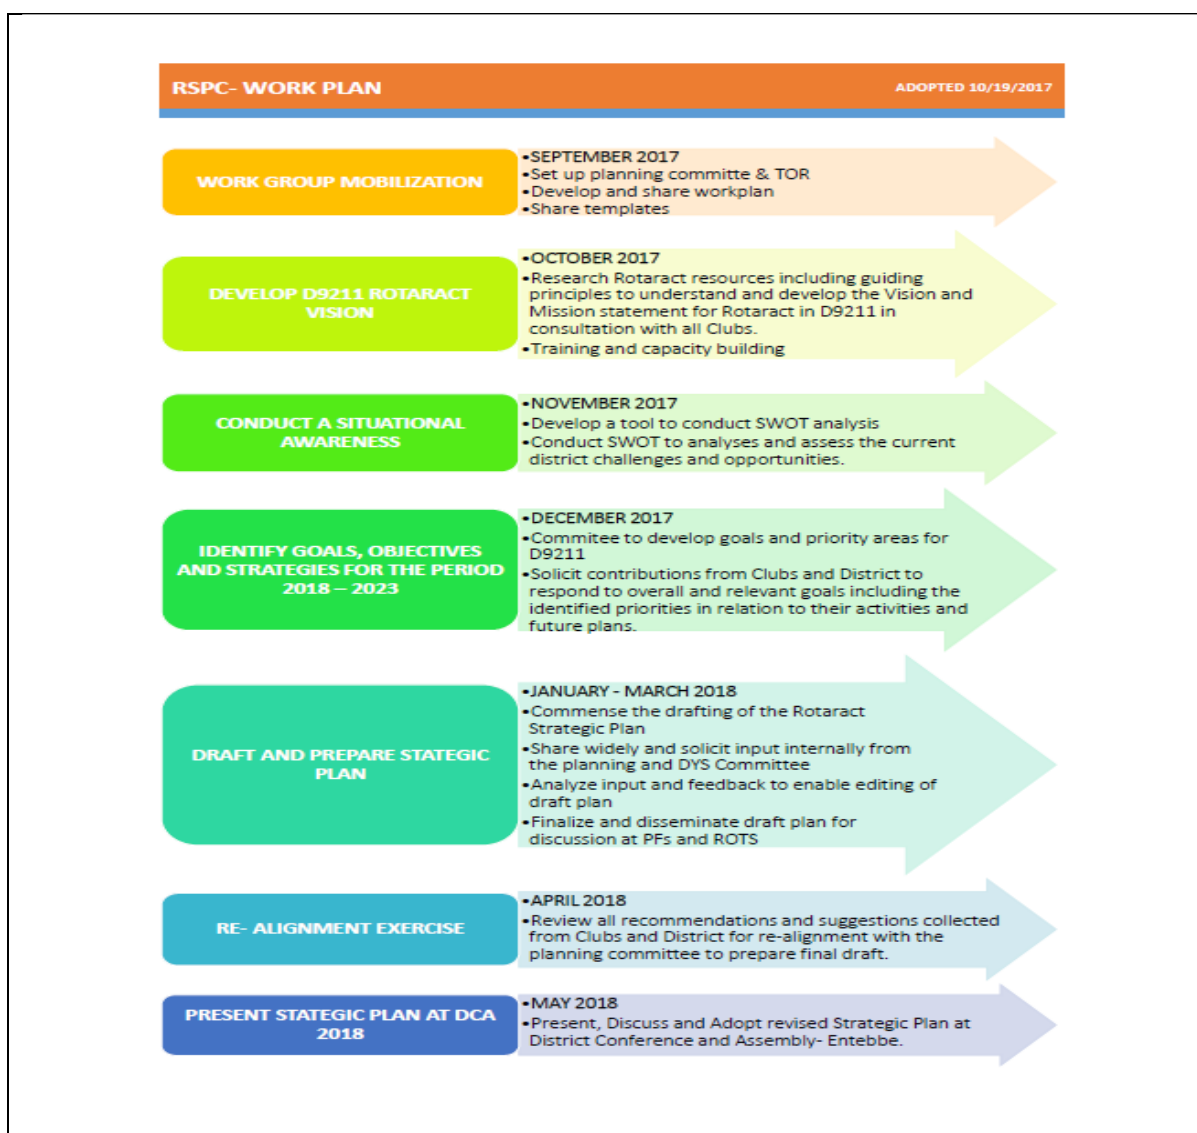 RSPC- WORK PLAN
ADOPTED 10/19/2017
WORK GROUP MOBILIZATION
•SEPTEMBER 2017
•Set up planning committe & TOR
•Develop and share workplan
•Share templates
DEVELOP D9211 ROTARACT
VISION
•OCTOBER 2017
•Research Rotaract resources including guiding
principles to understand and develop the Vision and
Mission statement for Rotaract in D9211 in
consultation with all Clubs.
•Training and capacity building
CONDUCT A SITUATIONAL
AWARENESS
•NOVEMBER 2017
•Develop a tool to conduct SWOT analysis
•Conduct SWOT to analyses and assess the current
district challenges and opportunities.
IDENTIFY GOALS, OBJECTIVES
AND STRATEGIES FOR THE PERIOD
2018 – 2023
•DECEMBER 2017
•Commitee to develop goals and priority areas for
D9211
•Solicit contributions from Clubs and District to
respond to overall and relevant goals including the
identified priorities in relation to their activities and
future plans.
DRAFT AND PREPARE STATEGIC
PLAN
•JANUARY - MARCH 2018
•Commense the drafting of the Rotaract
Strategic Plan
•Share widely and solicit input internally from
the planning and DYS Committee
•Analyze input and feedback to enable editing of
draft plan
•Finalize and disseminate draft plan for
discussion at PFs and ROTS
RE- ALIGNMENT EXERCISE
•APRIL 2018
•Review all recommendations and suggestions collected
from Clubs and District for re-alignment with the
planning committee to prepare final draft.
PRESENT STATEGIC PLAN AT DCA
2018
•MAY 2018
•Present, Discuss and Adopt revised Strategic Plan at
District Conference and Assembly- Entebbe.